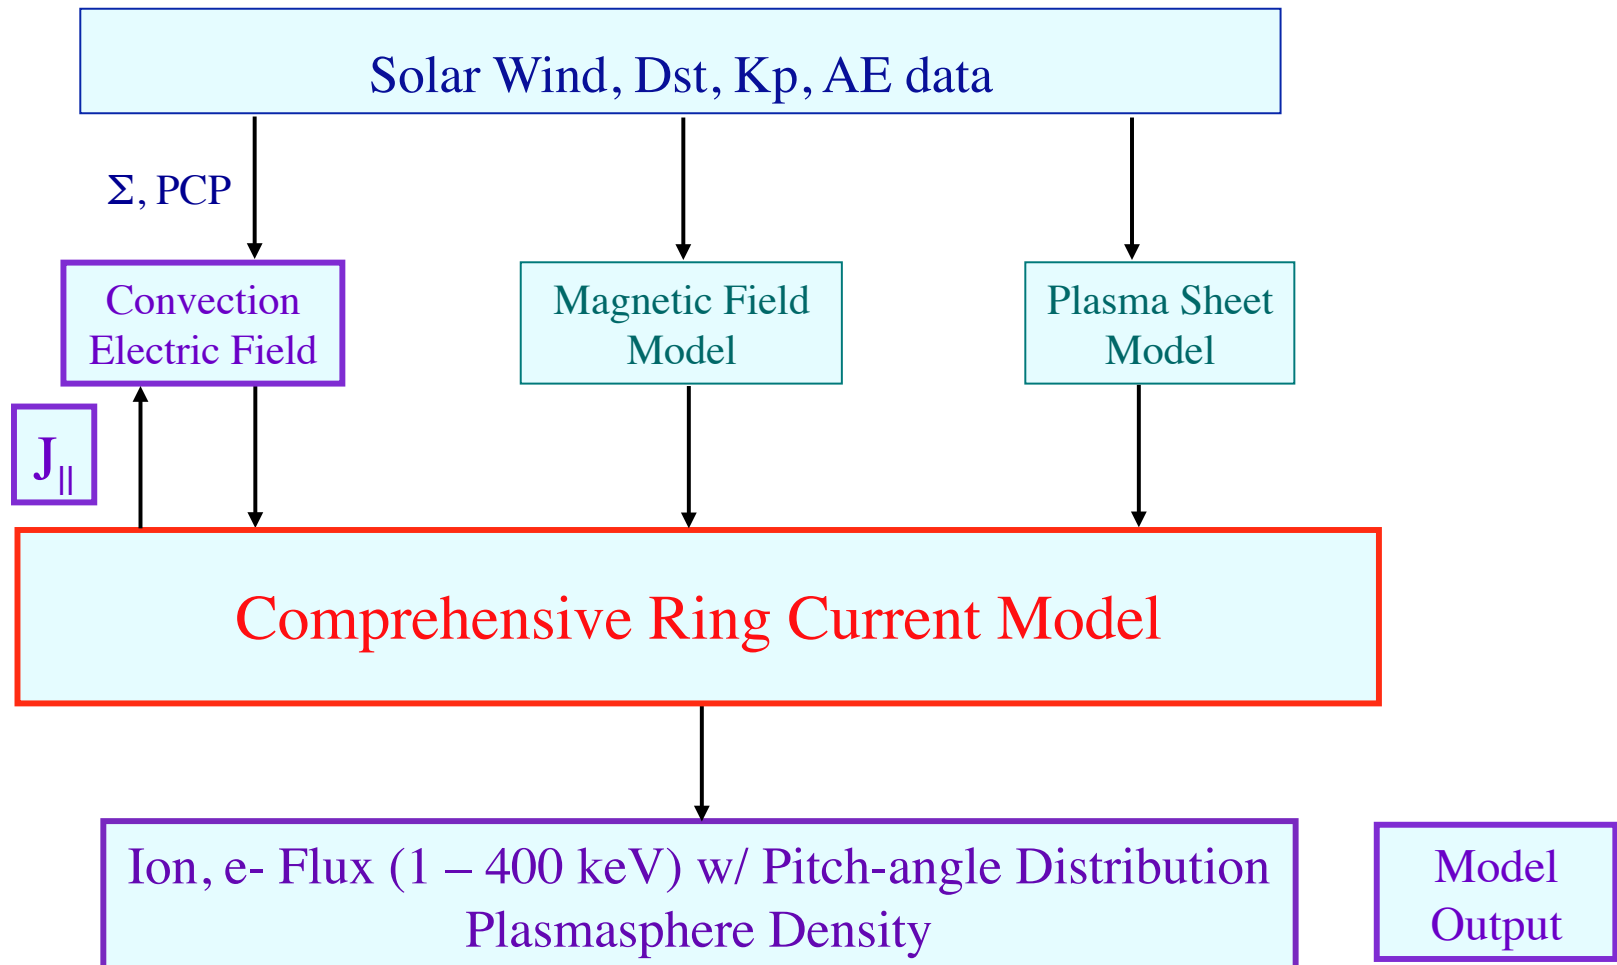 Solar Wind, Dst, Kp, AE data
Σ, PCP
Convection
Electric Field
Magnetic Field
Model
Plasma Sheet
Model
J||
Comprehensive Ring Current Model
Ion, e- Flux (1 – 400 keV) w/ Pitch-angle Distribution
Plasmasphere Density
Model
Output